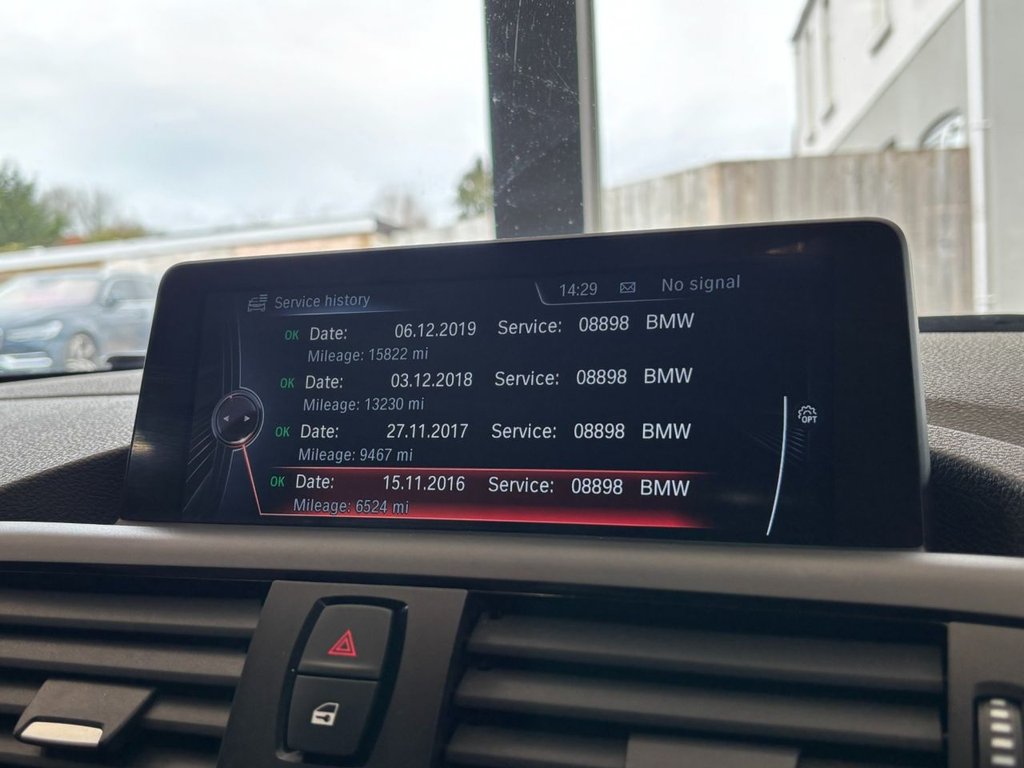 Service history 14:29 No signal
OK Date: 06.12.2019 Service: 08898 BMW
Mileage: 15822 mi
OK Date: 03.12.2018 Service: 08898 BMW
Mileage: 13230 mi
OPT
OK Date: 27.11.2017 Service: 08898 BMW
Mileage: 9467 mi
OK Date: 15.11.2016 Service: 08898 BMW
Mileage: 6524 mi